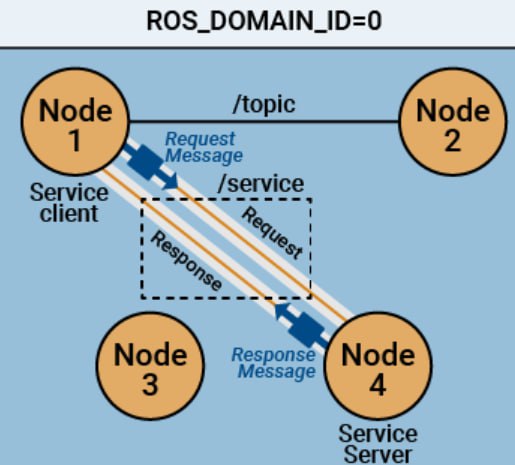 ROS_DOMAIN_ID=0
Node
1
/topic
Node
2
Request
Message
Service
client
/service
Request
Response
Node
3
Response
Message
Node
4
Service
Server